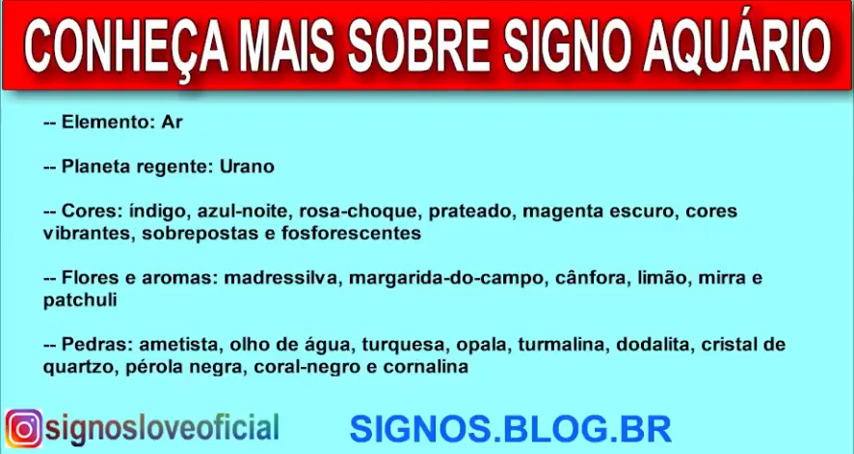 CONHEÇA MAIS SOBRE SIGNO AQUÁRIO
-- Elemento: Ar
-- Planeta regente: Urano
-- Cores: índigo, azul-noite, rosa-choque, prateado, magenta escuro, cores
vibrantes, sobrepostas e fosforescentes
-- Flores e aromas: madressilva, margarida-do-campo, cânfora, limão, mirra e
patchuli
-- Pedras: ametista, olho de água, turquesa, opala, turmalina, dodalita, cristal de
quartzo, pérola negra, coral-negro e cornalina
signosloveoficial
SIGNOS.BLOG.BR